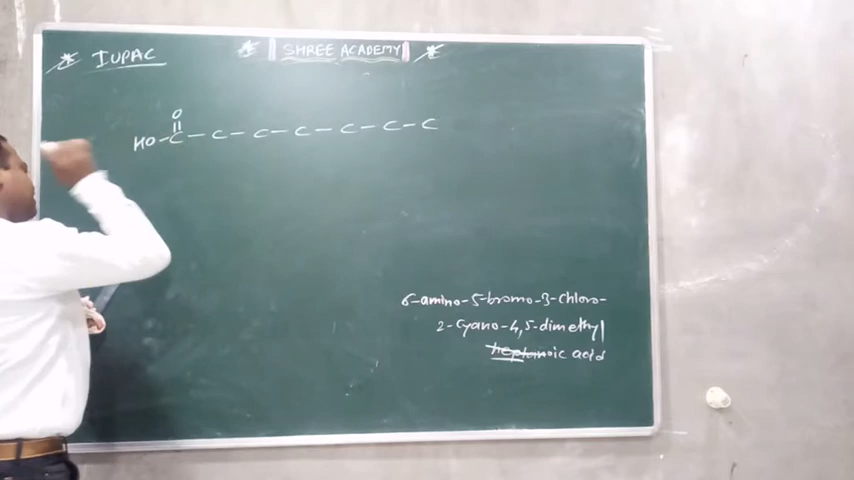 IUPAC
SHREE ACADEMY
O
HO-C-C-C-C-C-C-C
6-amino-5-bromo-3-chloro-
2-cyano-4,5-dimethyl
heptanoic acid